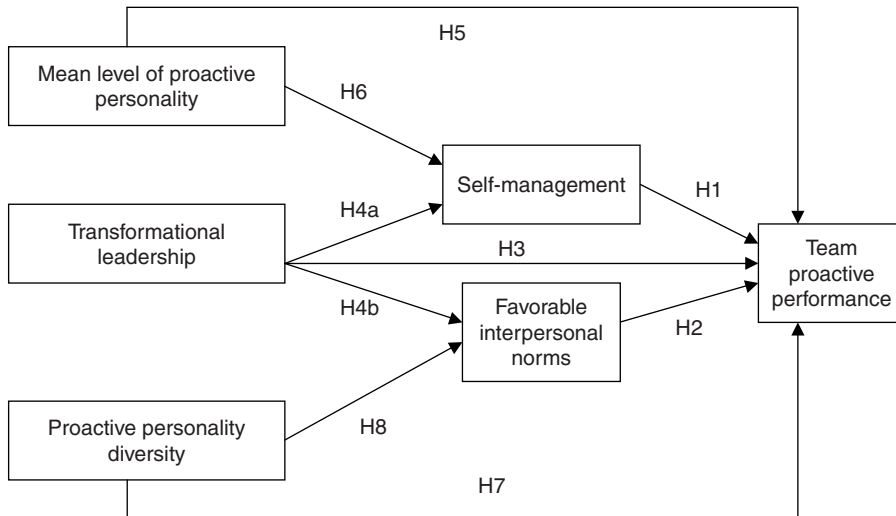 H5
Mean level of proactive
personality
H6
Self-management
H1
H4a
Transformational
leadership
H3
Team
proactive
performance
H4b
Favorable
interpersonal
norms
H2
Proactive personality
diversity
H8
H7